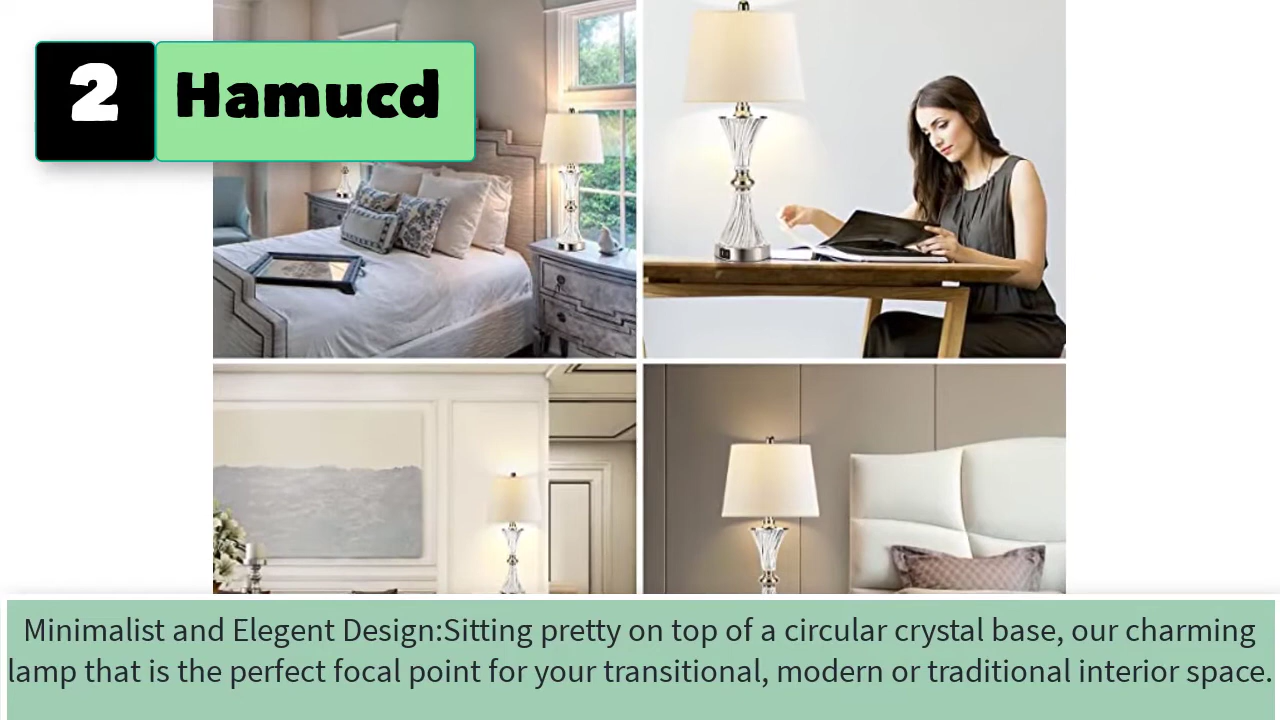 2
Hamucd
Minimalist and Elegent Design:Sitting pretty on top of a circular crystal base, our charming
lamp that is the perfect focal point for your transitional, modern or traditional interior space.